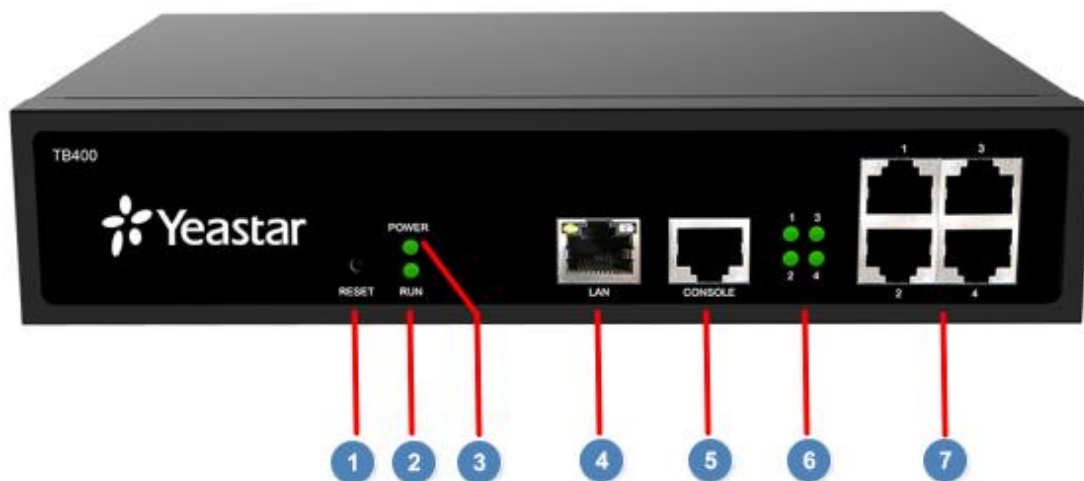 TB400
Yeastar
POWER
RESET
RUN
LAN
CONSOLE
1 3
2 4
1 3
2 4
1 2 3 4 5 6 7